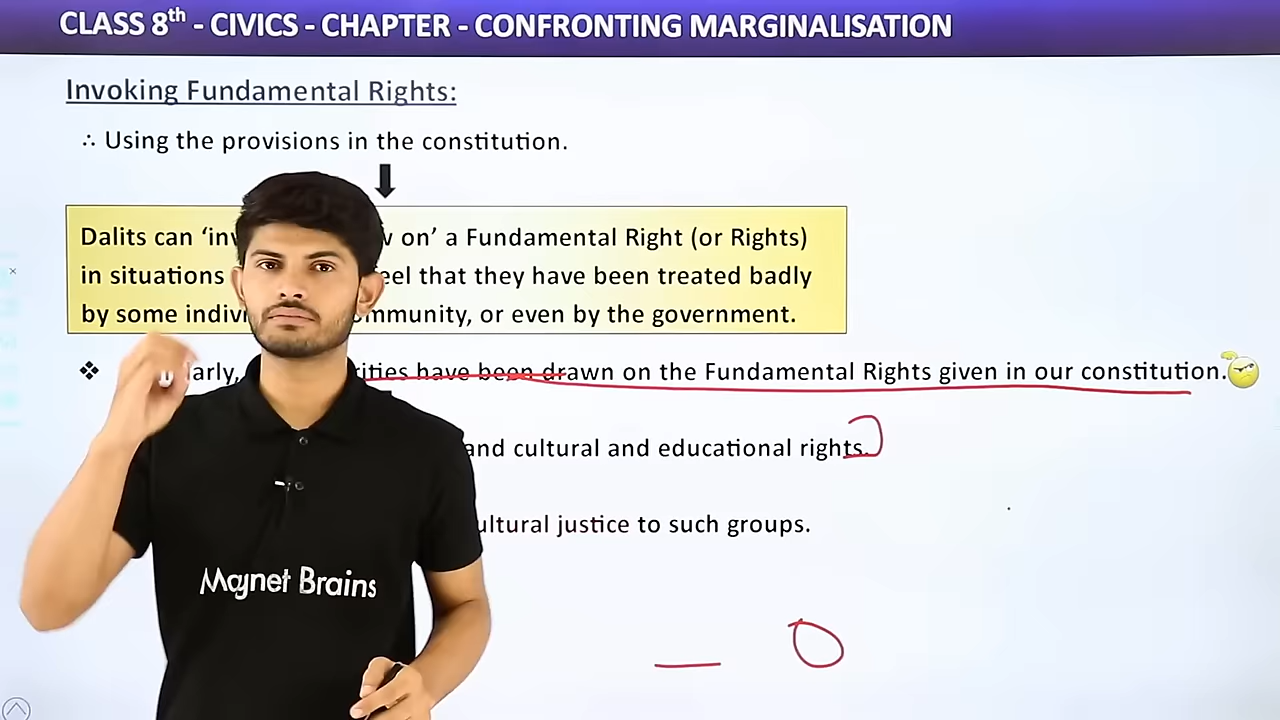 CLASS 8th - CIVICS - CHAPTER - CONFRONTING MARGINALISATION
Invoking Fundamental Rights:
∴ Using the provisions in the constitution.
Dalits can ‘inv on’ a Fundamental Right (or Rights)
in situations eel that they have been treated badly
by some indiv mmunity, or even by the government.
❖ larly, rities have been drawn on the Fundamental Rights given in our constitution.
and cultural and educational rights.
ultural justice to such groups.
Magnet Brains